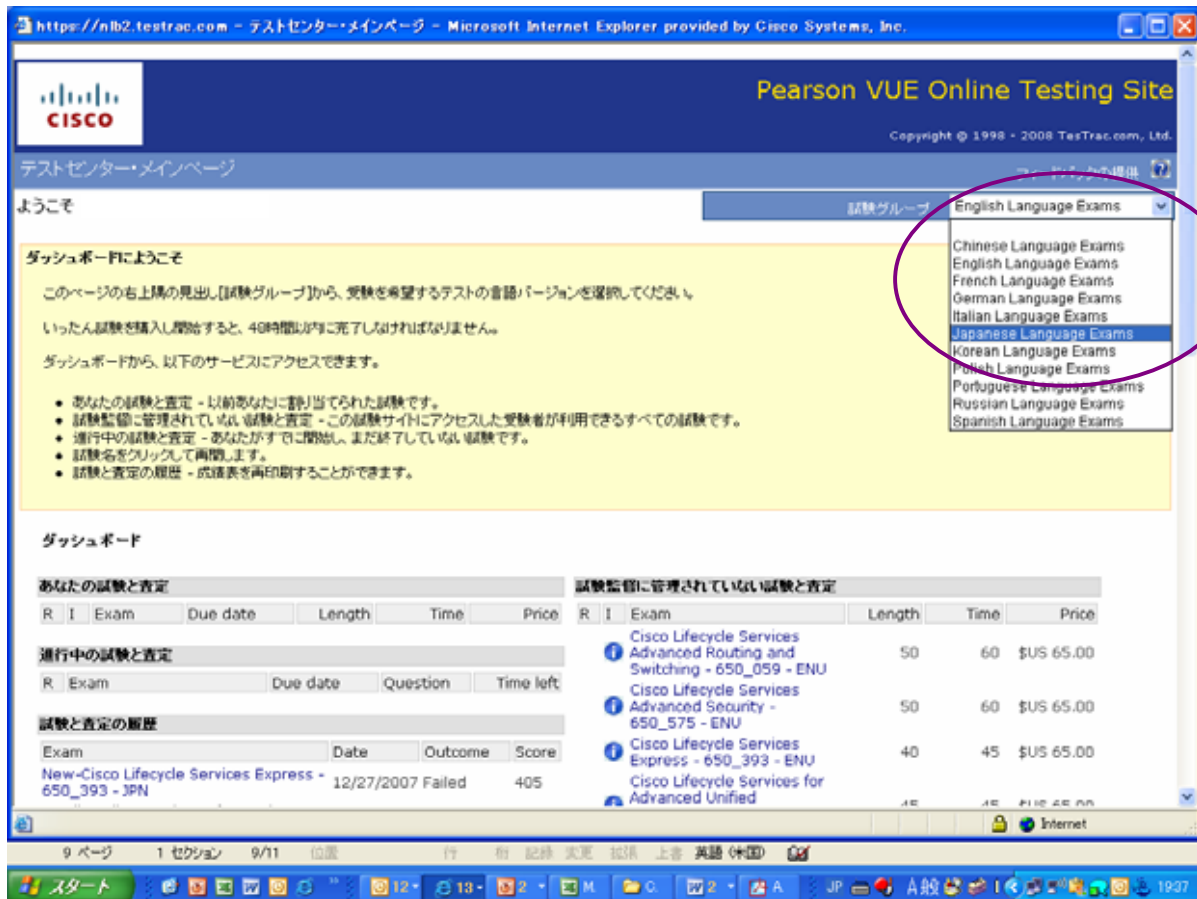 https://nlb2.testrac.com - テストセンター・メインページ - Microsoft Internet Explorer provided by Cisco Systems, Inc.
CISCO
Pearson VUE Online Testing Site
Copyright @ 1998 - 2008 TesTrac.com, Ltd.
テストセンター・メインページ
フィードバックの提供
ようこそ
試験グループ English Language Exams
Chinese Language Exams
English Language Exams
French Language Exams
German Language Exams
Italian Language Exams
Japanese Language Exams
Korean Language Exams
Polish Language Exams
Portuguese Language Exams
Russian Language Exams
Spanish Language Exams
ダッシュボードにようこそ
このページの右上隅の見出し[試験グループ]から、受験を希望するテストの言語バージョンを選択してください。
いったん試験を購入し開始すると、48時間以内に完了しなければなりません。
ダッシュボードから、以下のサービスにアクセスできます。
• あなたの試験と査定 - 以前あなたに割り当てられた試験です。
• 試験監督に管理されていない試験と査定 - この試験サイトにアクセスした受験者が利用できるすべての試験です。
• 進行中の試験と査定 - あなたがすでに開始し、まだ終了していない試験です。
• 試験名をクリックして再開します。
• 試験と査定の履歴 - 成績表を再印刷することができます。
ダッシュボード
あなたの試験と査定
R I Exam Due date Length Time Price
進行中の試験と査定
R Exam Due date Question Time left
試験と査定の履歴
Exam Date Outcome Score
New-Cisco Lifecycle Services Express - 650_393 - JPN 12/27/2007 Failed 405
試験監督に管理されていない試験と査定
R I Exam Length Time Price
Cisco Lifecycle Services
Advanced Routing and 50 60 $US 65.00
Switching - 650_059 - ENU
Cisco Lifecycle Services
Advanced Security - 50 60 $US 65.00
650_575 - ENU
Cisco Lifecycle Services 40 45 $US 65.00
Express - 650_393 - ENU
Cisco Lifecycle Services for
Advanced Unified
Internet
9 ページ 1 セクション 9/11 位置 行 桁 記録 変更 拡張 上書 英語 (米国)
スタート 12 13 2 M. C. 2 A JP A 般 19:37